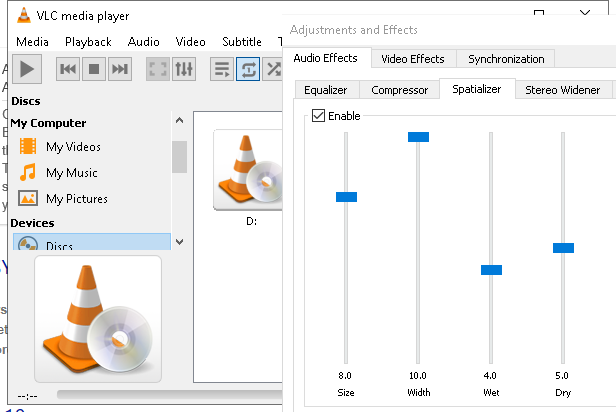 VLC media player
Media Playback Audio Video Subtitle
Discs
My Computer
My Videos
My Music
My Pictures
Devices
Discs
D:
--:--
Adjustments and Effects
Audio Effects Video Effects Synchronization
Equalizer Compressor Spatializer Stereo Widener
Enable
8.0 10.0 4.0 5.0
Size Width Wet Dry